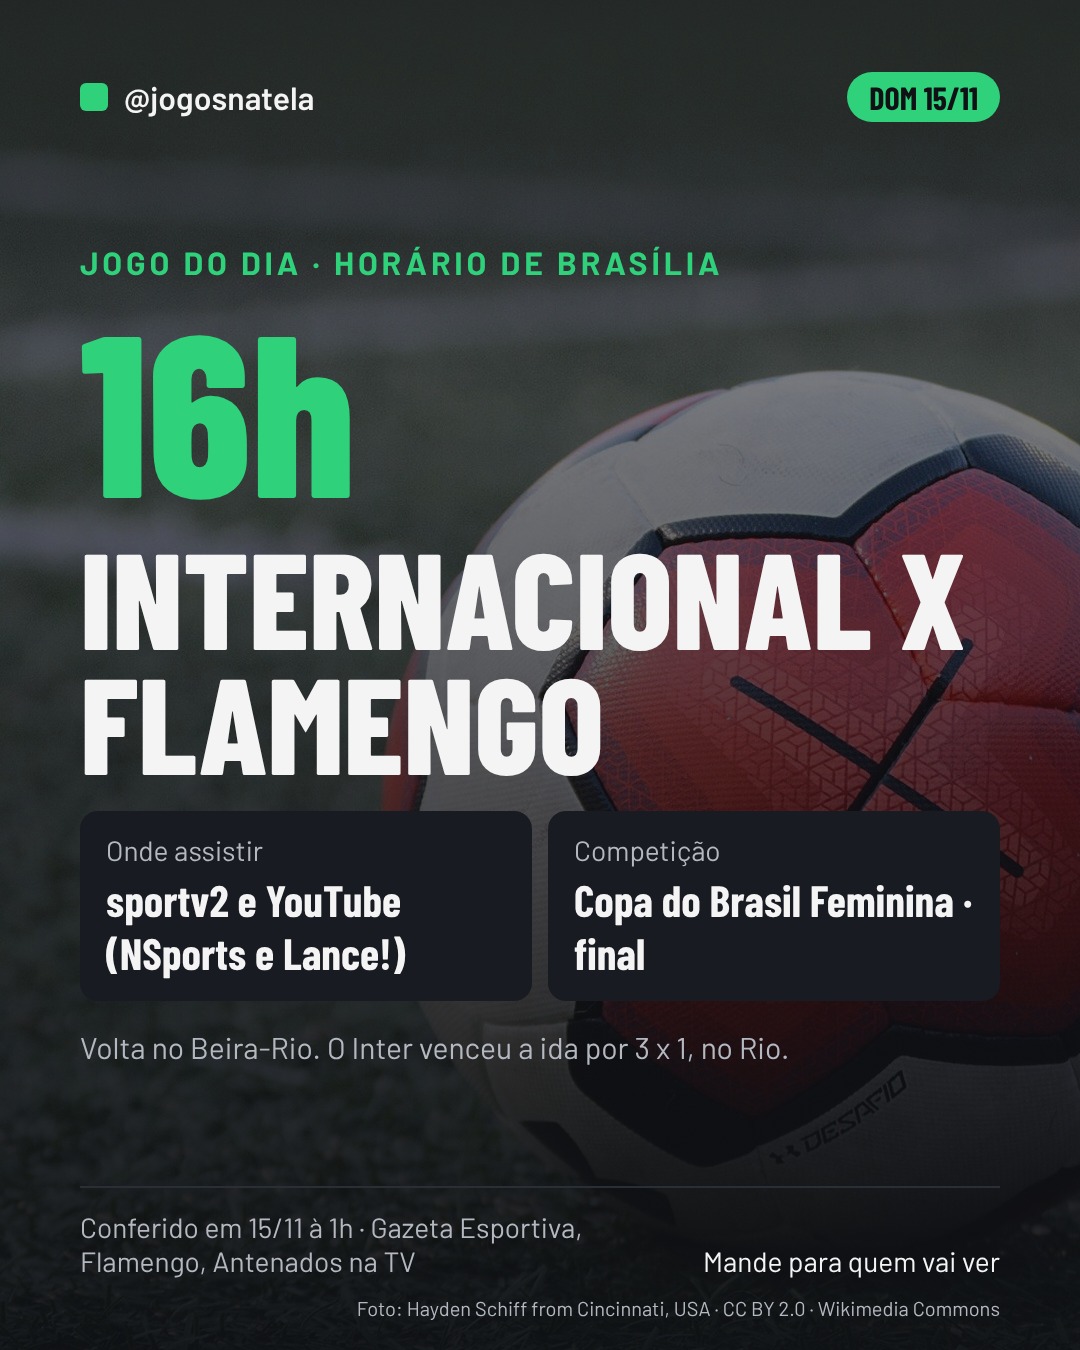 @jogosnatela
DOM 15/11
JOGO DO DIA · HORÁRIO DE BRASÍLIA
16h
INTERNACIONAL X
FLAMENGO
Onde assistir
sportv2 e YouTube
(NSports e Lance!)
Competição
Copa do Brasil Feminina ·
final
Volta no Beira-Rio. O Inter venceu a ida por 3 x 1, no Rio.
DESAFIO
Conferido em 15/11 à 1h · Gazeta Esportiva,
Flamengo, Antenados na TV
Mande para quem vai ver
Foto: Hayden Schiff from Cincinnati, USA · CC BY 2.0 · Wikimedia Commons